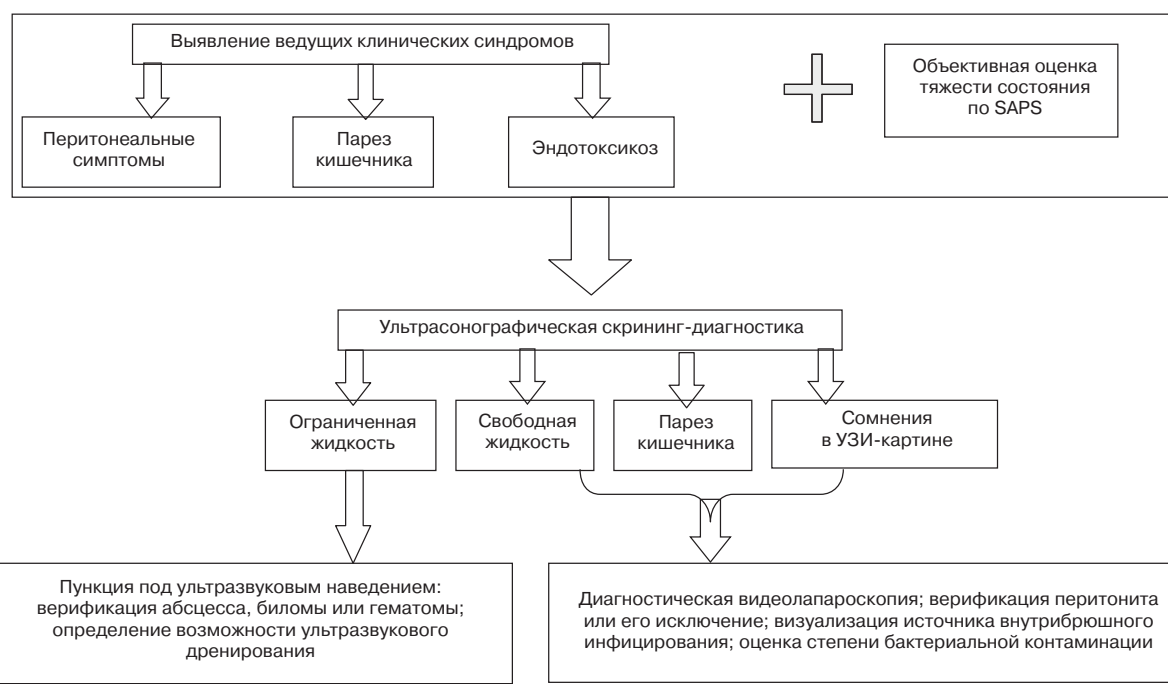 Выявление ведущих клинических синдромов
Объективная оценка
тяжести состояния
по SAPS
Перитонеальные
симптомы
Парез
кишечника
Эндотоксикоз
Ультрасонографическая скрининг-диагностика
Ограниченная
жидкость
Свободная
жидкость
Парез
кишечника
Сомнения
в УЗИ-картине
Пункция под ультразвуковым наведением:
верификация абсцесса, биломы или гематомы;
определение возможности ультразвукового
дренирования
Диагностическая видеолапароскопия; верификация перитонита
или его исключение; визуализация источника внутрибрюшного
инфицирования; оценка степени бактериальной контаминации